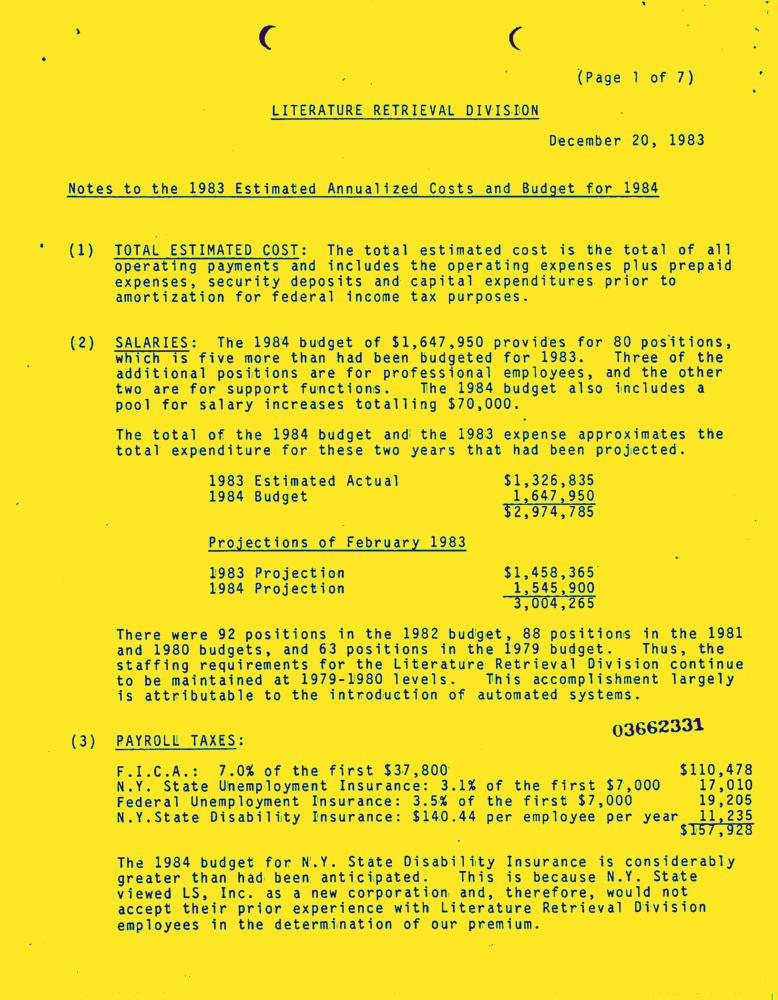 (Page 1 of 7)
LITERATURE RETRIEVAL DIVISION
December 20, 1983
Notes to the 1983 Estimated Annualized Costs and Budget for 1984
(1) TOTAL ESTIMATED COST: The total estimated cost is the total of all
operating payments and includes the operating expenses plus prepaid
expenses, security deposits and capital expenditures prior to
amortization for federal income tax purposes.
(2) SALARIES: The 1984 budget of $1,647,950 provides for 80 positions,
which is five more than had been budgeted for 1983. Three of the
additional positions are for professional employees, and the other
two are for support functions. The 1984 budget also includes a
pool for salary increases totalling $70,000.
The total of the 1984 budget and the 1983 expense approximates the
total expenditure for these two years that had been projected.
1983 Estimated Actual $1,326,835
1984 Budget 1,647,950
$2,974,785
Projections of February 1983
1983 Projection $1,458,365
1984 Projection 1,545,900
3,004,265
There were 92 positions in the 1982 budget, 88 positions in the 1981
and 1980 budgets, and 63 positions in the 1979 budget. Thus, the
staffing requirements for the Literature Retrieval Division continue
to be maintained at 1979-1980 levels. This accomplishment largely
is attributable to the introduction of automated systems.
03662331
(3) PAYROLL TAXES:
F.I.C.A.: 7.0% of the first $37,800 $110,478
N.Y. State Unemployment Insurance: 3.1% of the first $7,000 17,010
Federal Unemployment Insurance: 3.5% of the first $7,000 19,205
N.Y.State Disability Insurance: $140.44 per employee per year 11,235
$157,928
The 1984 budget for N.Y. State Disability Insurance is considerably
greater than had been anticipated. This is because N.Y. State
viewed LS, Inc. as a new corporation and, therefore, would not
accept their prior experience with Literature Retrieval Division
employees in the determination of our premium.